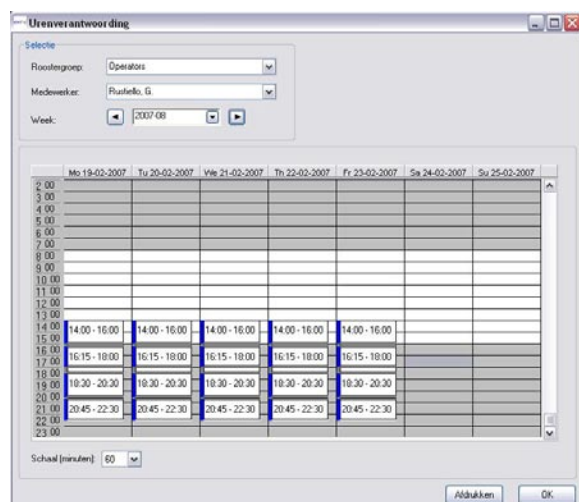 Urenverantwoording
Selectie
Roostergroep: Operators
Medewerker: Rustiello, G.
Week: 2007-08
Mo 19-02-2007 Tu 20-02-2007 We 21-02-2007 Th 22-02-2007 Fr 23-02-2007 Sa 24-02-2007 Su 25-02-2007
2 00
3 00
4 00
5 00
6 00
7 00
8 00
9 00
10 00
11 00
12 00
13 00
14 00
14:00 - 16:00 14:00 - 16:00 14:00 - 16:00 14:00 - 16:00 14:00 - 16:00
15 00
16 00
16:15 - 18:00 16:15 - 18:00 16:15 - 18:00 16:15 - 18:00 16:15 - 18:00
17 00
18 00
18:30 - 20:30 18:30 - 20:30 18:30 - 20:30 18:30 - 20:30 18:30 - 20:30
19 00
20 00
21 00 20:45 - 22:30 20:45 - 22:30 20:45 - 22:30 20:45 - 22:30 20:45 - 22:30
22 00
23 00
Schaal (minuten): 60
Afdrukken OK